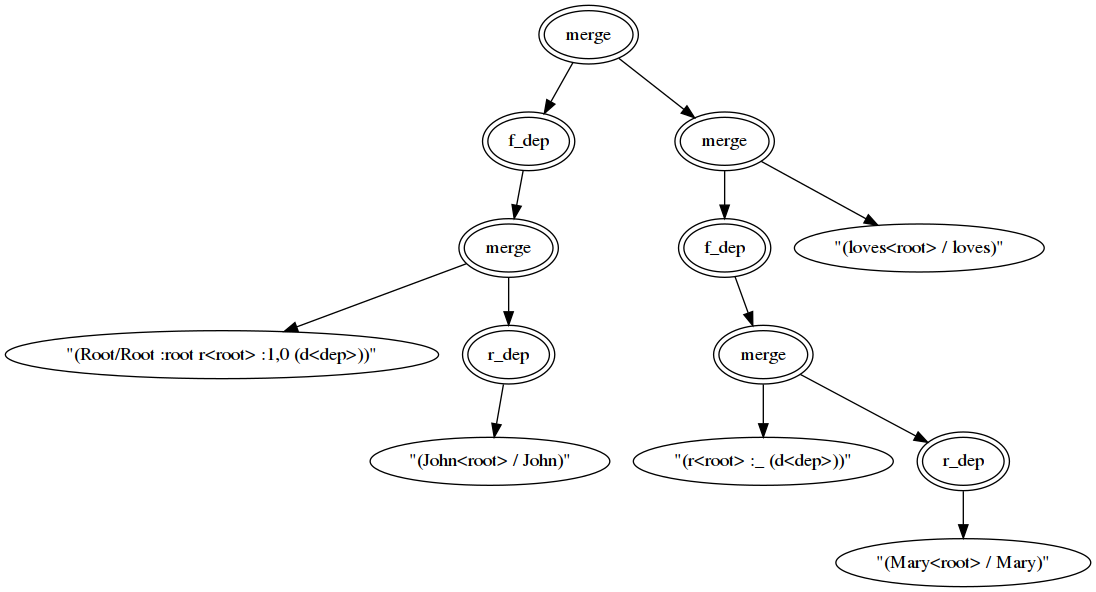 merge
f_dep
merge
merge
f_dep
"(loves<root> / loves)"
"(Root/Root :root r<root> :1,0 (d<dep>))"
r_dep
merge
"(John<root> / John)"
"(r<root> :_ (d<dep>))"
r_dep
"(Mary<root> / Mary)"